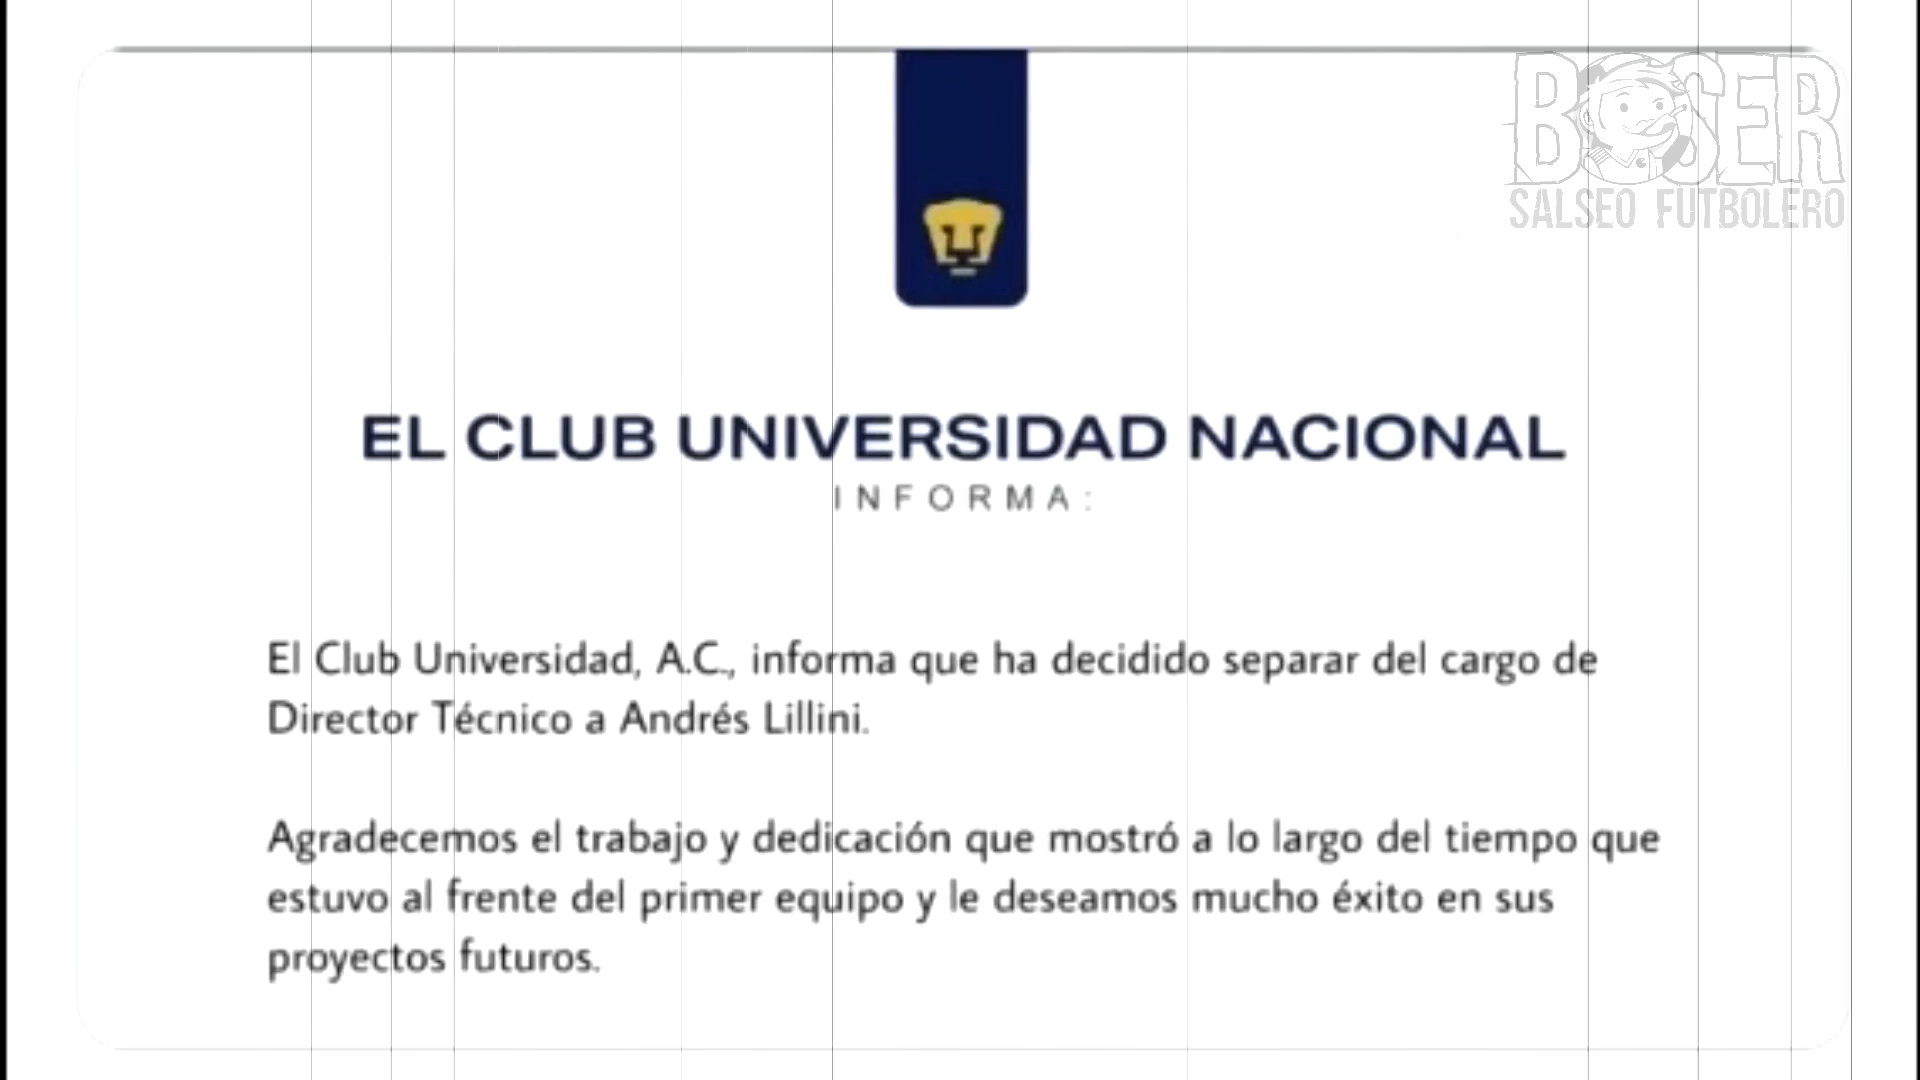 BOSER
SALSEO FUTBOLERO
EL CLUB UNIVERSIDAD NACIONAL
INFORMA:
El Club Universidad, A.C., informa que ha decidido separar del cargo de
Director Técnico a Andrés Lillini.
Agradecemos el trabajo y dedicación que mostró a lo largo del tiempo que
estuvo al frente del primer equipo y le deseamos mucho éxito en sus
proyectos futuros.